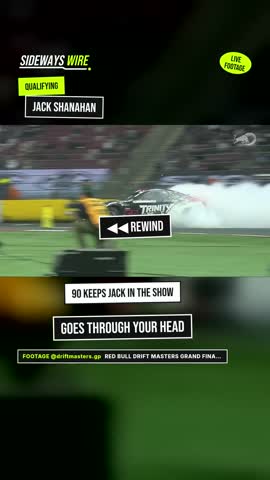 SIDEWAYS WIRE.
LIVE
FOOTAGE
QUALIFYING
JACK SHANAHAN
TRINITY
REWIND
90 KEEPS JACK IN THE SHOW
GOES THROUGH YOUR HEAD
FOOTAGE @driftmasters.gp RED BULL DRIFT MASTERS GRAND FINA...